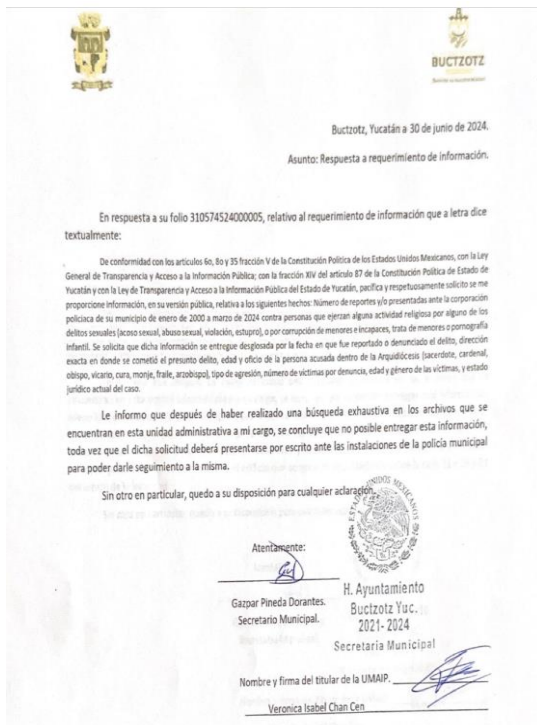 BUCTZOTZ
Buctzotz, Yucatán a 30 de junio de 2024.
Asunto: Respuesta a requerimiento de información.
En respuesta a su folio 310574524000005, relativo al requerimiento de información que a letra dice
textualmente:
De conformidad con los artículos 6o, 8o y 35 fracción V de la Constitución Política de los Estados Unidos Mexicanos, con la Ley
General de Transparencia y Acceso a la Información Pública; con la fracción XIV del artículo 87 de la Constitución Política de Estado de
Yucatán y con la Ley de Transparencia y Acceso a la Información Pública del Estado de Yucatán, pacífica y respetuosamente solicito se me
proporcione información, en su versión pública, relativa a los siguientes hechos: Número de reportes y/o presentadas ante la corporación
policiaca de su municipio de enero de 2000 a marzo de 2024 contra personas que ejerzan alguna actividad religiosa por alguno de los
delitos sexuales (acoso sexual, abuso sexual, violación, estupro), o por corrupción de menores e incapaces, trata de menores o pornografía
infantil. Se solicita que dicha información se entregue desglosada por la fecha en que fue reportado o denunciado el delito, dirección
exacta en donde se cometió el presunto delito, edad y oficio de la persona acusada dentro de la Arquidiócesis (sacerdote, cardenal,
obispo, vicario, cura, monje, fraile, arzobispo), tipo de agresión, número de víctimas por denuncia, edad y género de las víctimas, y estado
jurídico actual del caso.
Le informo que después de haber realizado una búsqueda exhaustiva en los archivos que se
encuentran en esta unidad administrativa a mi cargo, se concluye que no posible entregar esta información,
toda vez que el dicha solicitud deberá presentarse por escrito ante las instalaciones de la policía municipal
para poder darle seguimiento a la misma.
Sin otro en particular, quedo a su disposición para cualquier aclaración.
ESTADOS UNIDOS MEXICANOS
Atentamente:
Gazpar Pineda Dorantes.
Secretario Municipal.
H. Ayuntamiento
Buctzotz Yuc.
2021-2024
Secretaria Municipal
Nombre y firma del titular de la UMAIP.
Veronica Isabel Chan Cen